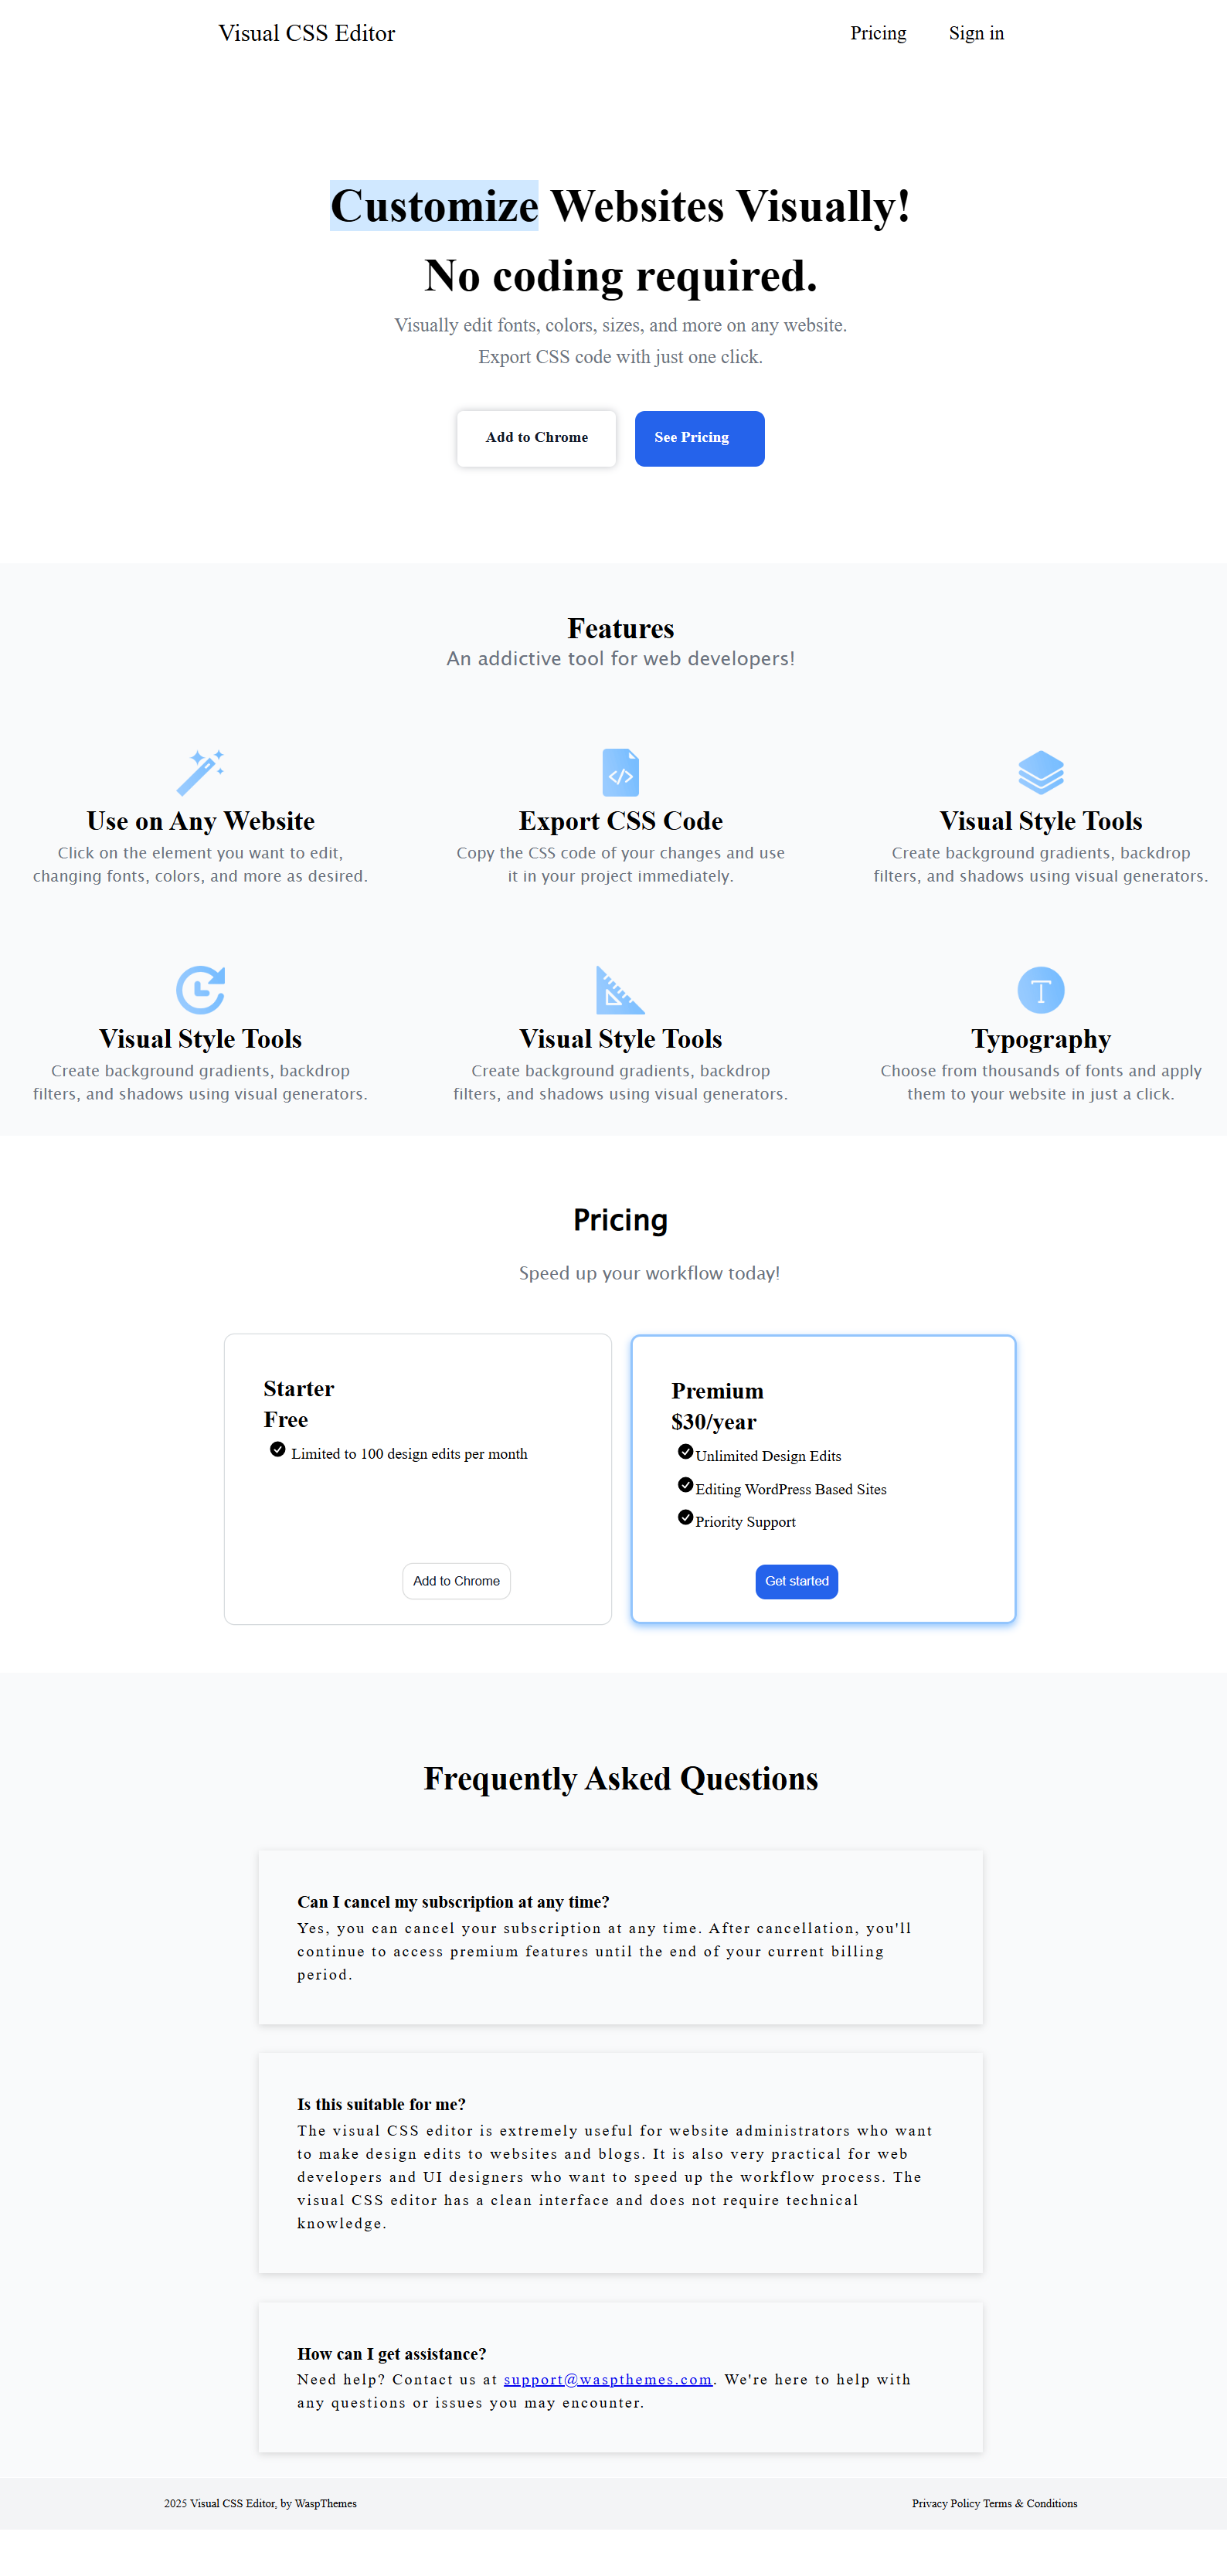 Visual CSS Editor
Pricing
Sign in
Customize Websites Visually!
No coding required.
Visually edit fonts, colors, sizes, and more on any website.
Export CSS code with just one click.
Add to Chrome
See Pricing
Features
An addictive tool for web developers!
Use on Any Website
Click on the element you want to edit,
changing fonts, colors, and more as desired.
Export CSS Code
Copy the CSS code of your changes and use
it in your project immediately.
Visual Style Tools
Create background gradients, backdrop
filters, and shadows using visual generators.
Visual Style Tools
Create background gradients, backdrop
filters, and shadows using visual generators.
Visual Style Tools
Create background gradients, backdrop
filters, and shadows using visual generators.
Typography
Choose from thousands of fonts and apply
them to your website in just a click.
Pricing
Speed up your workflow today!
Starter
Free
Limited to 100 design edits per month
Add to Chrome
Premium
$30/year
Unlimited Design Edits
Editing WordPress Based Sites
Priority Support
Get started
Frequently Asked Questions
Can I cancel my subscription at any time?
Yes, you can cancel your subscription at any time. After cancellation, you'll
continue to access premium features until the end of your current billing
period.
Is this suitable for me?
The visual CSS editor is extremely useful for website administrators who want
to make design edits to websites and blogs. It is also very practical for web
developers and UI designers who want to speed up the workflow process. The
visual CSS editor has a clean interface and does not require technical
knowledge.
How can I get assistance?
Need help? Contact us at support@waspthemes.com. We're here to help with
any questions or issues you may encounter.
2025 Visual CSS Editor, by WaspThemes
Privacy Policy Terms & Conditions